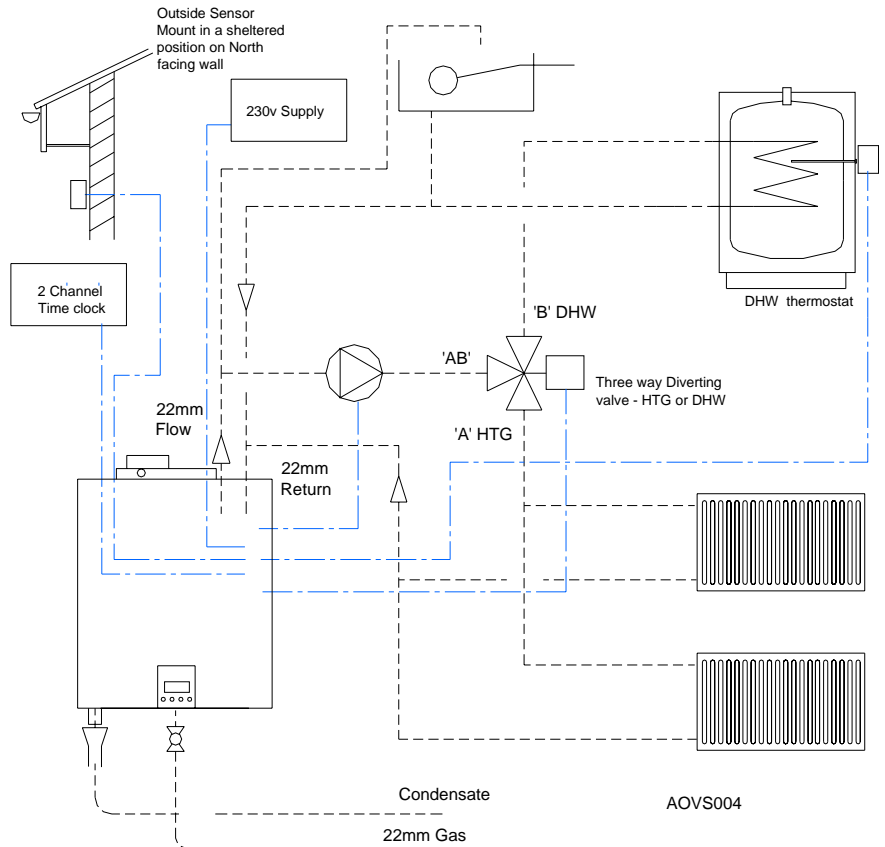 Outside Sensor
Mount in a sheltered
position on North
facing wall
230v Supply
2 Channel
Time clock
DHW thermostat
'B' DHW
'AB'
Three way Diverting
valve - HTG or DHW
22mm
Flow
'A' HTG
22mm
Return
Condensate
AOVS004
22mm Gas